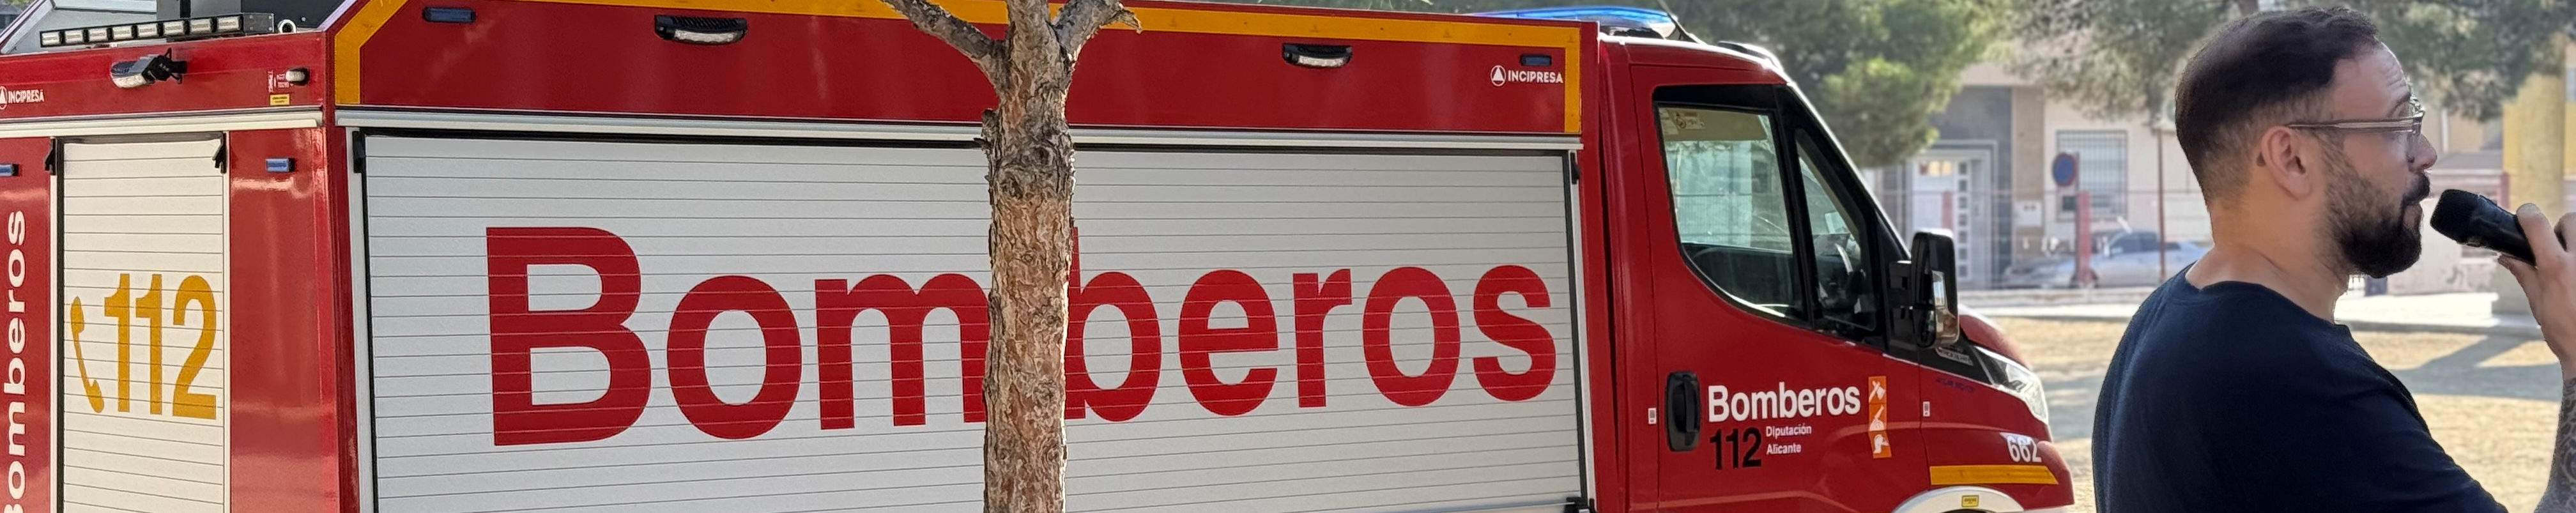 INCIPRESA
Bomberos
112
Bomberos
INCIPRESA
Bomberos
112 Diputación
Alicante
662